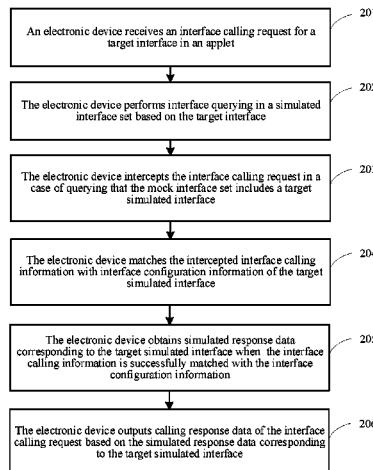 An electronic device receives an interface calling request for a
target interface in an applet
The electronic device performs interface querying in a simulated
interface set based on the target interface
The electronic device intercepts the interface calling request in a
case of querying that the mock interface set includes a target
simulated interface
The electronic device matches the intercepted interface calling
information with interface configuration information of the target
simulated interface
The electronic device obtains simulated response data
corresponding to the target simulated interface when the interface
calling information is successfully matched with the interface
configuration information
The electronic device outputs calling response data of the interface
calling request based on the simulated response data corresponding
to the target simulated interface